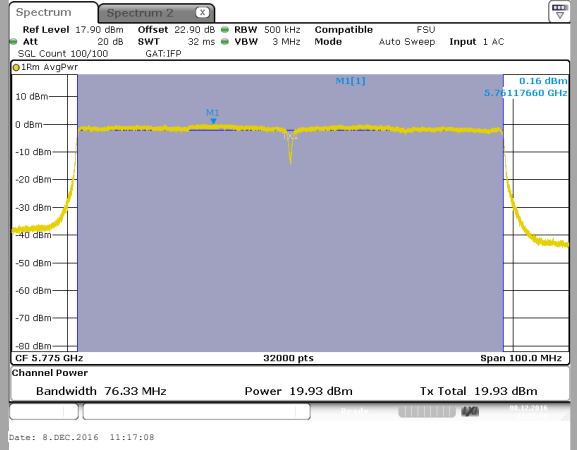 Spectrum
Spectrum 2
X
Ref Level 17.90 dBm Offset 22.90 dB RBW 500 kHz Compatible FSU
Att 20 dB SWT 32 ms VBW 3 MHz Mode Auto Sweep Input 1 AC
SGL Count 100/100 GAT:IFP
1Rm AvgPwr
M1[1] 0.16 dBm
5.76117660 GHz
10 dBm
M1
0 dBm
-10 dBm
-20 dBm
-30 dBm
-40 dBm
-50 dBm
-60 dBm
-70 dBm
-80 dBm
CF 5.775 GHz 32000 pts Span 100.0 MHz
Channel Power
Bandwidth 76.33 MHz Power 19.93 dBm Tx Total 19.93 dBm
Ready
08.12.2016
Date: 8.DEC.2016 11:17:08